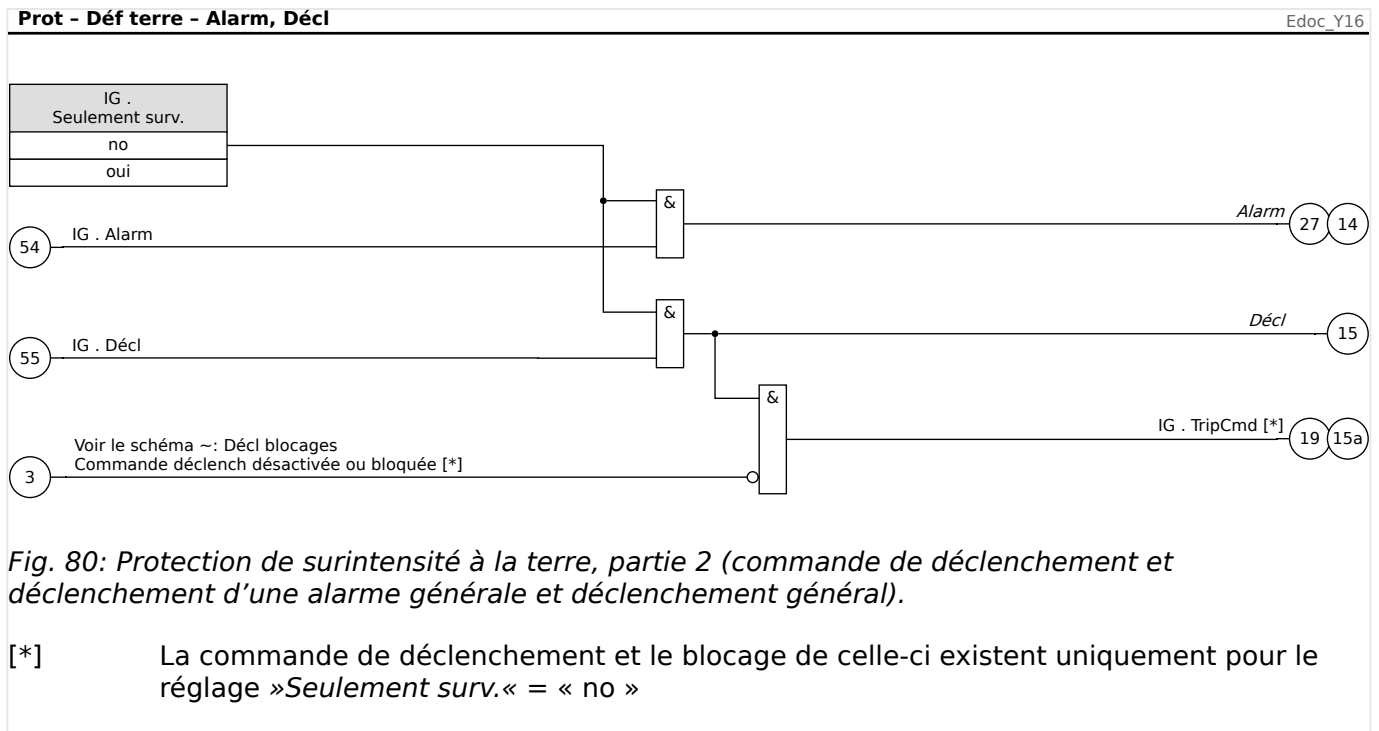 Prot – Déf terre – Alarm, Décl
Edoc_Y16
IG .
Seulement surv.
no
oui
&
Alarm
27
14
54
IG . Alarm
&
Décl
15
55
IG . Décl
&
IG . TripCmd [*]
19
15a
Voir le schéma ~: Décl blocages
Commande déclench désactivée ou bloquée [*]
3
Fig. 80: Protection de surintensité à la terre, partie 2 (commande de déclenchement et
déclenchement d’une alarme générale et déclenchement général).
[*] La commande de déclenchement et le blocage de celle-ci existent uniquement pour le
réglage »Seulement surv.« = « no »